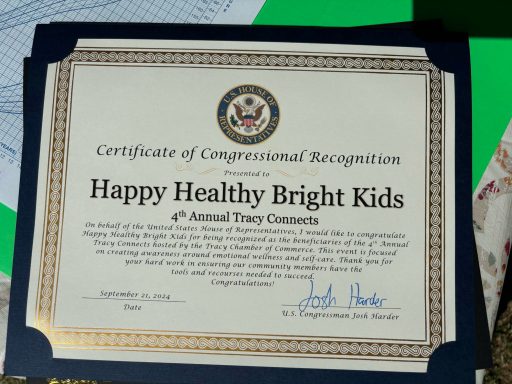 U.S. HOUSE OF REPRESENTATIVES
Certificate of Congressional Recognition
Presented to
Happy Healthy Bright Kids
4th Annual Tracy Connects
On behalf of the United States House of Representatives, I would like to congratulate
Happy Healthy Bright Kids for being recognized as the beneficiaries of the 4th Annual
Tracy Connects hosted by the Tracy Chamber of Commerce. This event is focused
on creating awareness around emotional wellness and self-care. Thank you for
your hard work in ensuring our community members have the
tools and recourses needed to succeed.
Congratulations!
September 21, 2024
Date
Josh Harder
U.S. Congressman Josh Harder